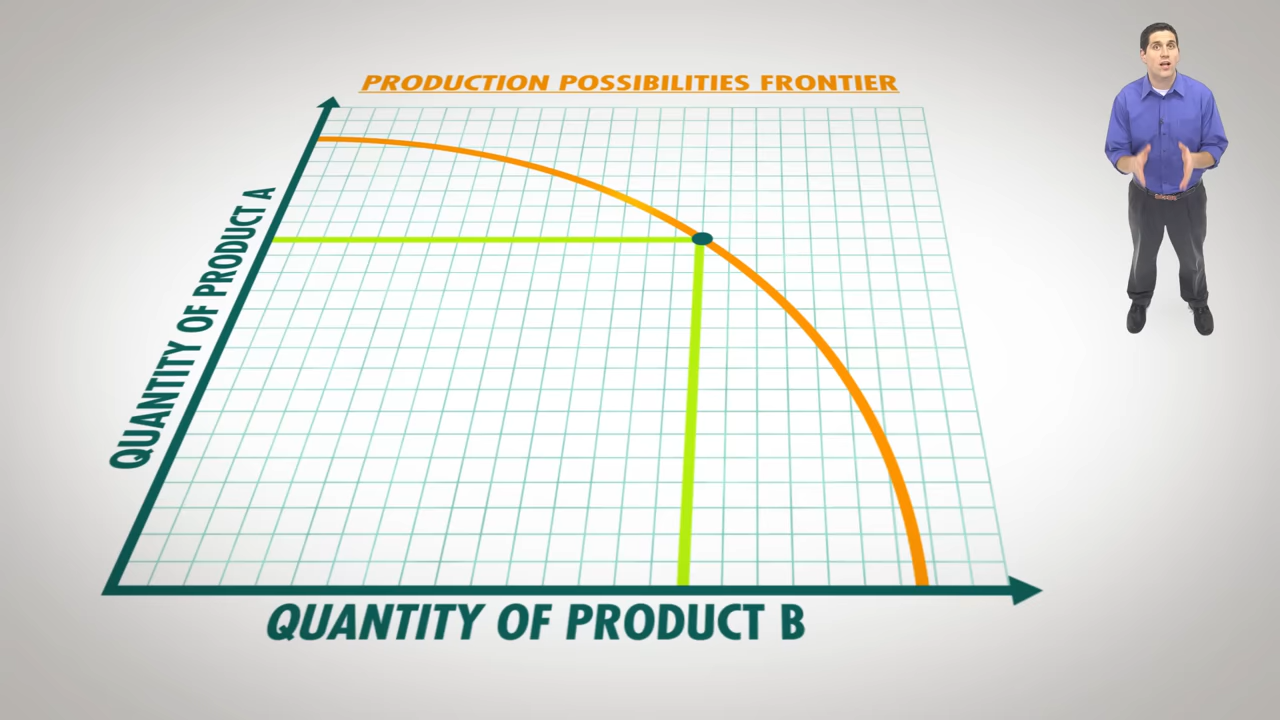 PRODUCTION POSSIBILITIES FRONTIER
QUANTITY OF PRODUCT A
QUANTITY OF PRODUCT B